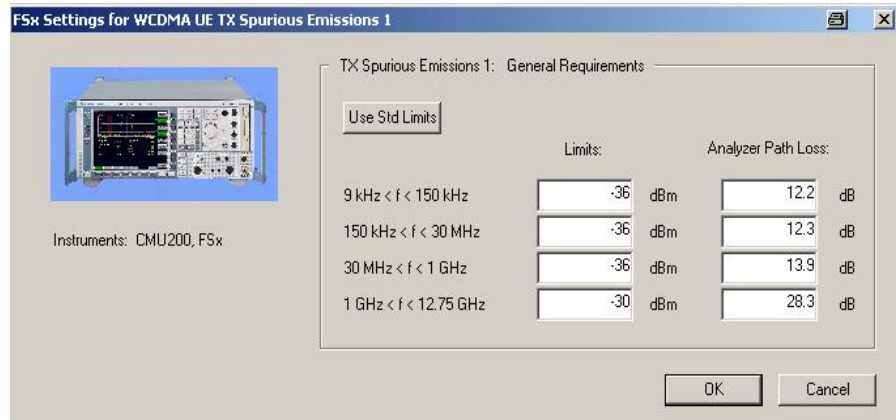 FSx Settings for WCDMA UE TX Spurious Emissions 1
TX Spurious Emissions 1: General Requirements
Use Std Limits
Limits: Analyzer Path Loss:
9 kHz < f < 150 kHz -36 dBm 12.2 dB
150 kHz < f < 30 MHz -36 dBm 12.3 dB
Instruments: CMU200, FSx
30 MHz < f < 1 GHz -36 dBm 13.9 dB
1 GHz < f < 12.75 GHz -30 dBm 28.3 dB
OK Cancel